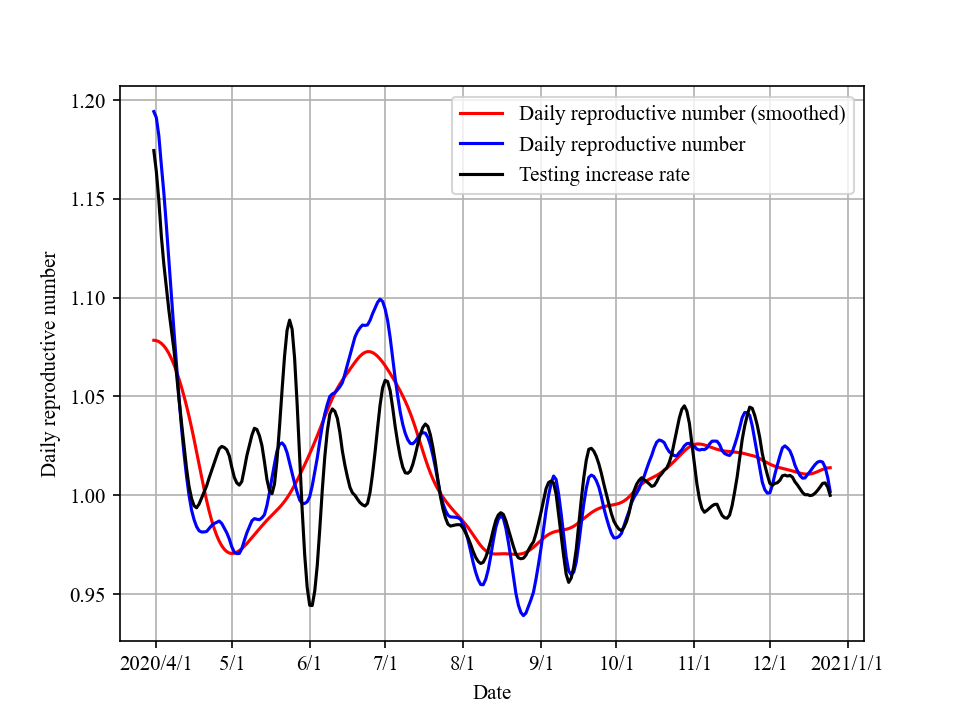 Daily reproductive number (smoothed)
Daily reproductive number
Testing increase rate
1.20
1.15
1.10
1.05
1.00
0.95
Daily reproductive number
2020/4/1 5/1 6/1 7/1 8/1 9/1 10/1 11/1 12/1 2021/1/1
Date